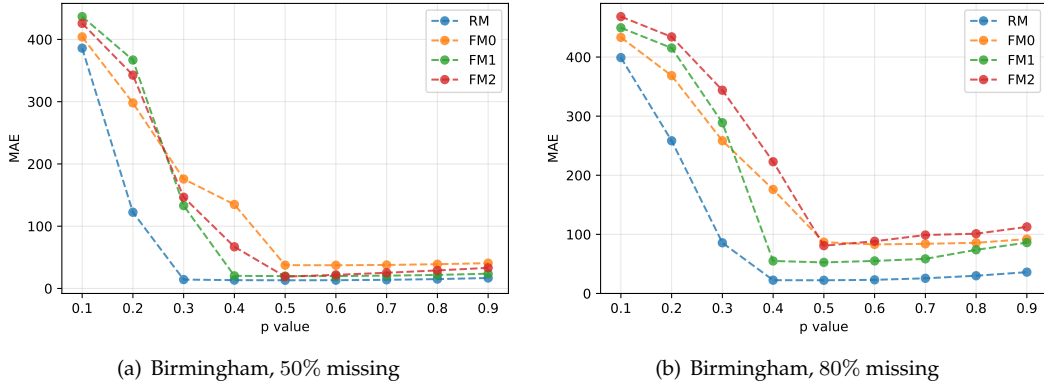 400
300
200
100
0
MAE
0.1 0.2 0.3 0.4 0.5 0.6 0.7 0.8 0.9
p value
RM
FM0
FM1
FM2
(a) Birmingham, 50% missing
400
300
200
100
0
MAE
0.1 0.2 0.3 0.4 0.5 0.6 0.7 0.8 0.9
p value
RM
FM0
FM1
FM2
(b) Birmingham, 80% missing